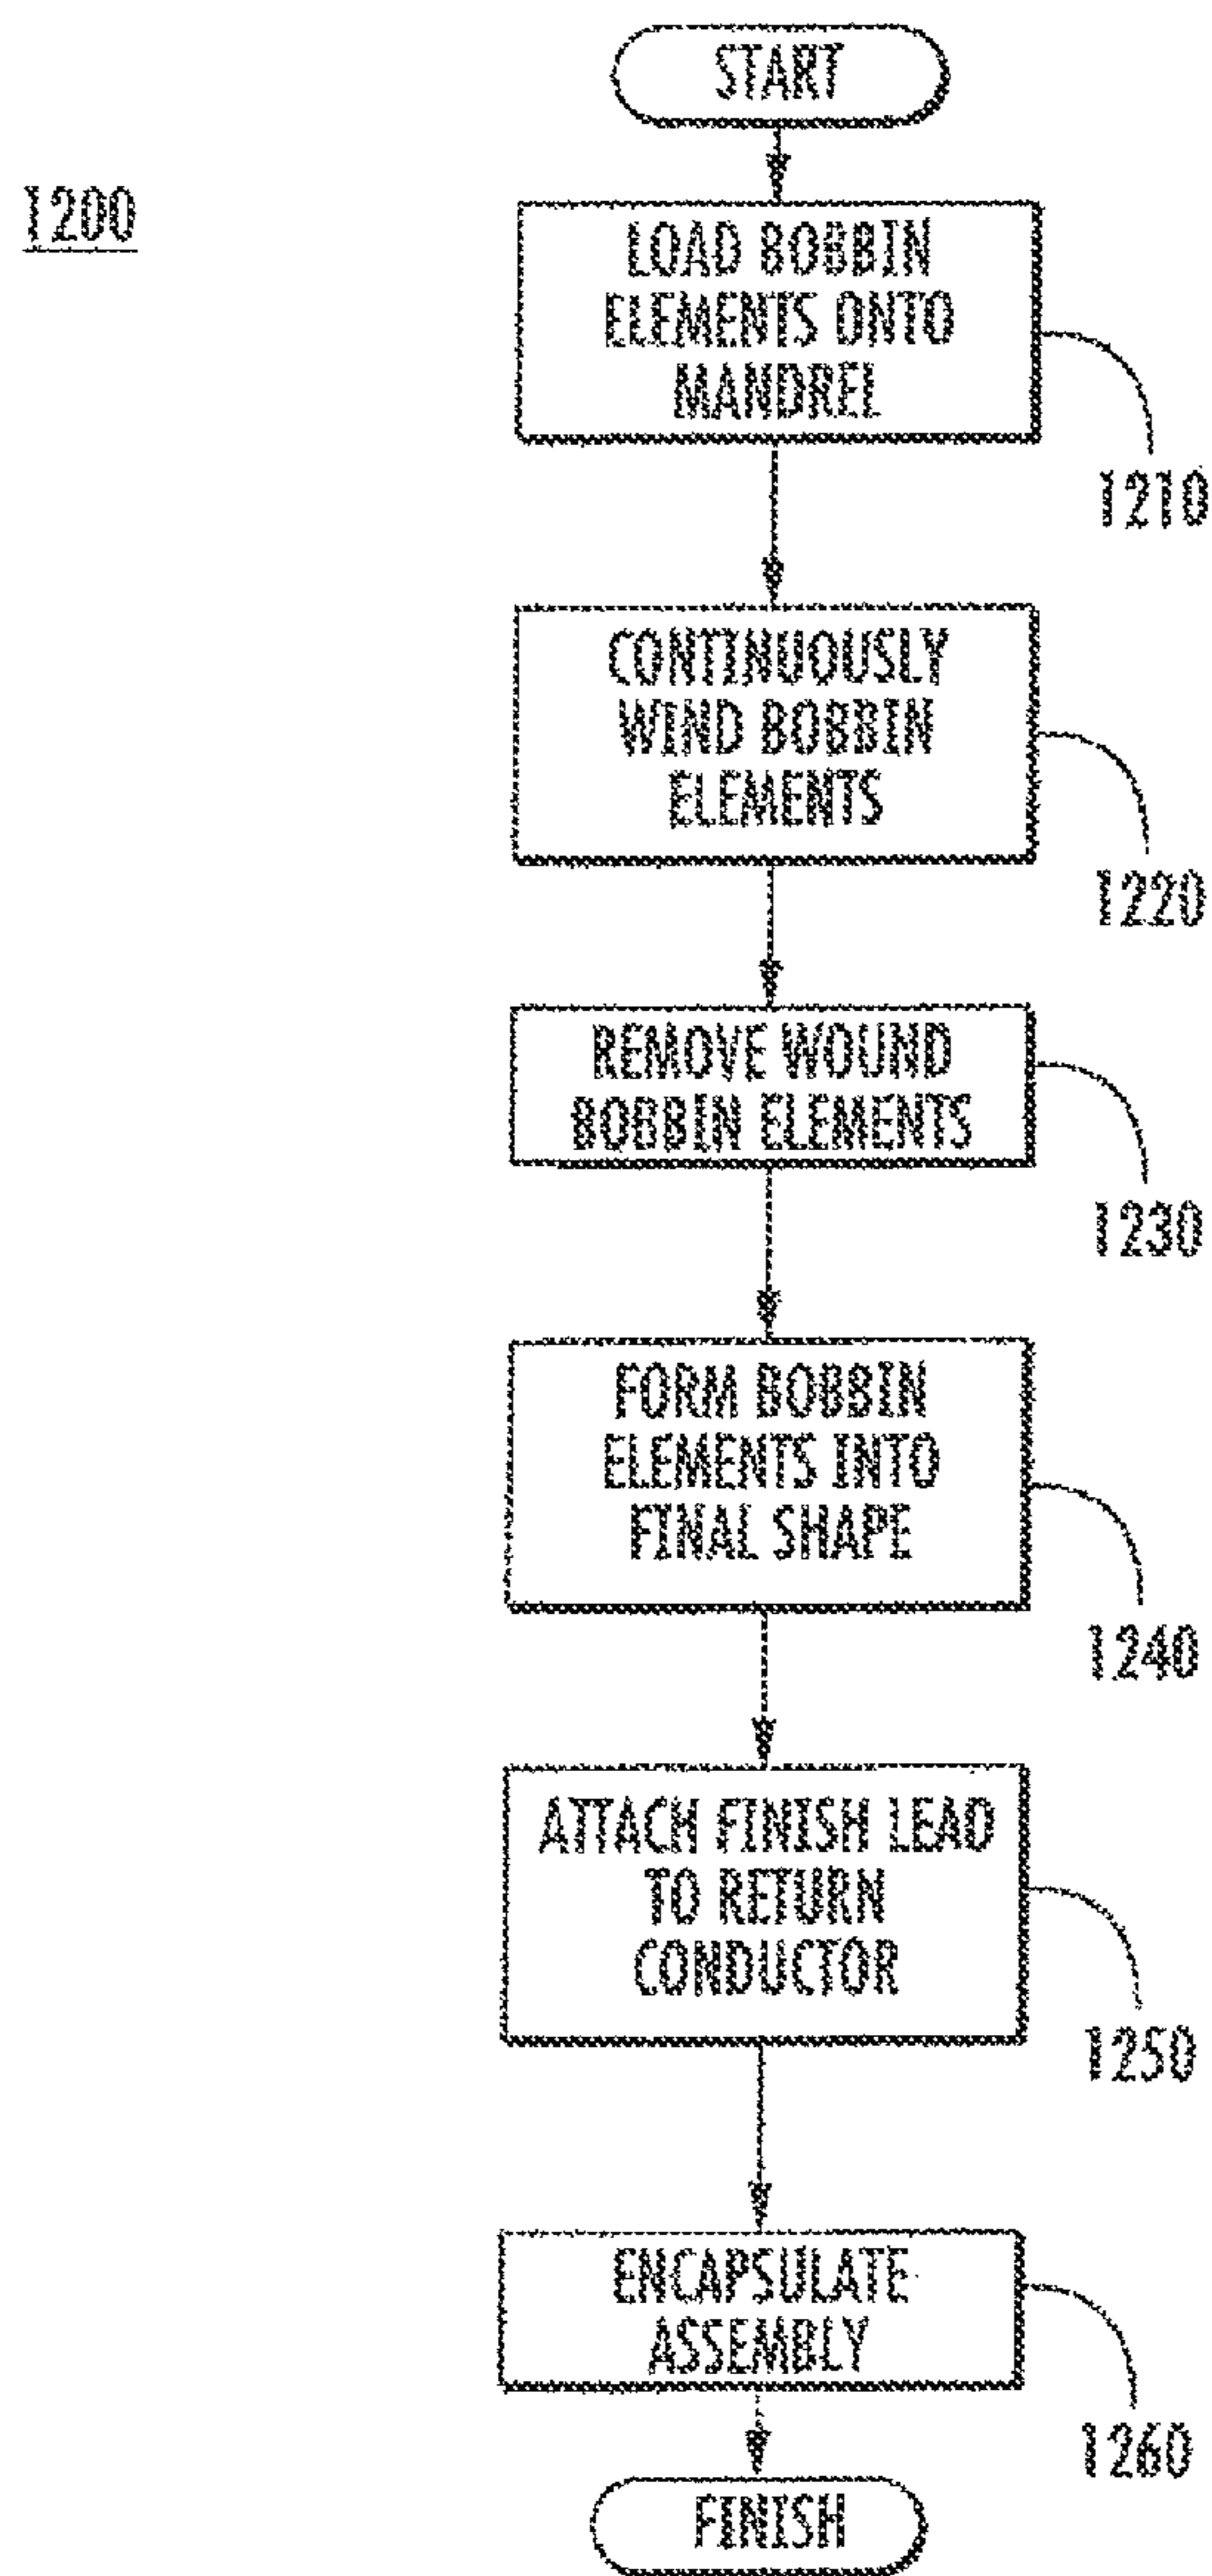 START
1200
LOAD BOBBIN
ELEMENTS ONTO
MANDREL
1210
CONTINUOUSLY
WIND BOBBIN
ELEMENTS
1220
REMOVE WOUND
BOBBIN ELEMENTS
1230
FORM BOBBIN
ELEMENTS INTO
FINAL SHAPE
1240
ATTACH FINISH LEAD
TO RETURN
CONDUCTOR
1250
ENCAPSULATE
ASSEMBLY
1260
FINISH